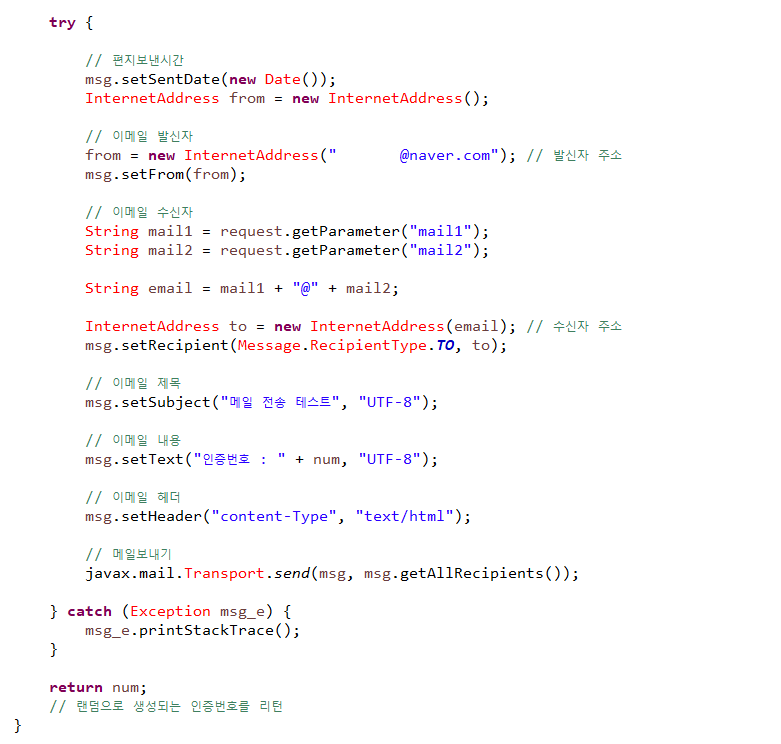 try {
// 편지보낸시간
msg.setSentDate(new Date());
InternetAddress from = new InternetAddress();
// 이메일 발신자
from = new InternetAddress("       @naver.com"); // 발신자 주소
msg.setFrom(from);
// 이메일 수신자
String mail1 = request.getParameter("mail1");
String mail2 = request.getParameter("mail2");
String email = mail1 + "@" + mail2;
InternetAddress to = new InternetAddress(email); // 수신자 주소
msg.setRecipient(Message.RecipientType.TO, to);
// 이메일 제목
msg.setSubject("메일 전송 테스트", "UTF-8");
// 이메일 내용
msg.setText("인증번호 : " + num, "UTF-8");
// 이메일 헤더
msg.setHeader("content-Type", "text/html");
// 메일보내기
javax.mail.Transport.send(msg, msg.getAllRecipients());
} catch (Exception msg_e) {
msg_e.printStackTrace();
}
return num;
// 랜덤으로 생성되는 인증번호를 리턴
}